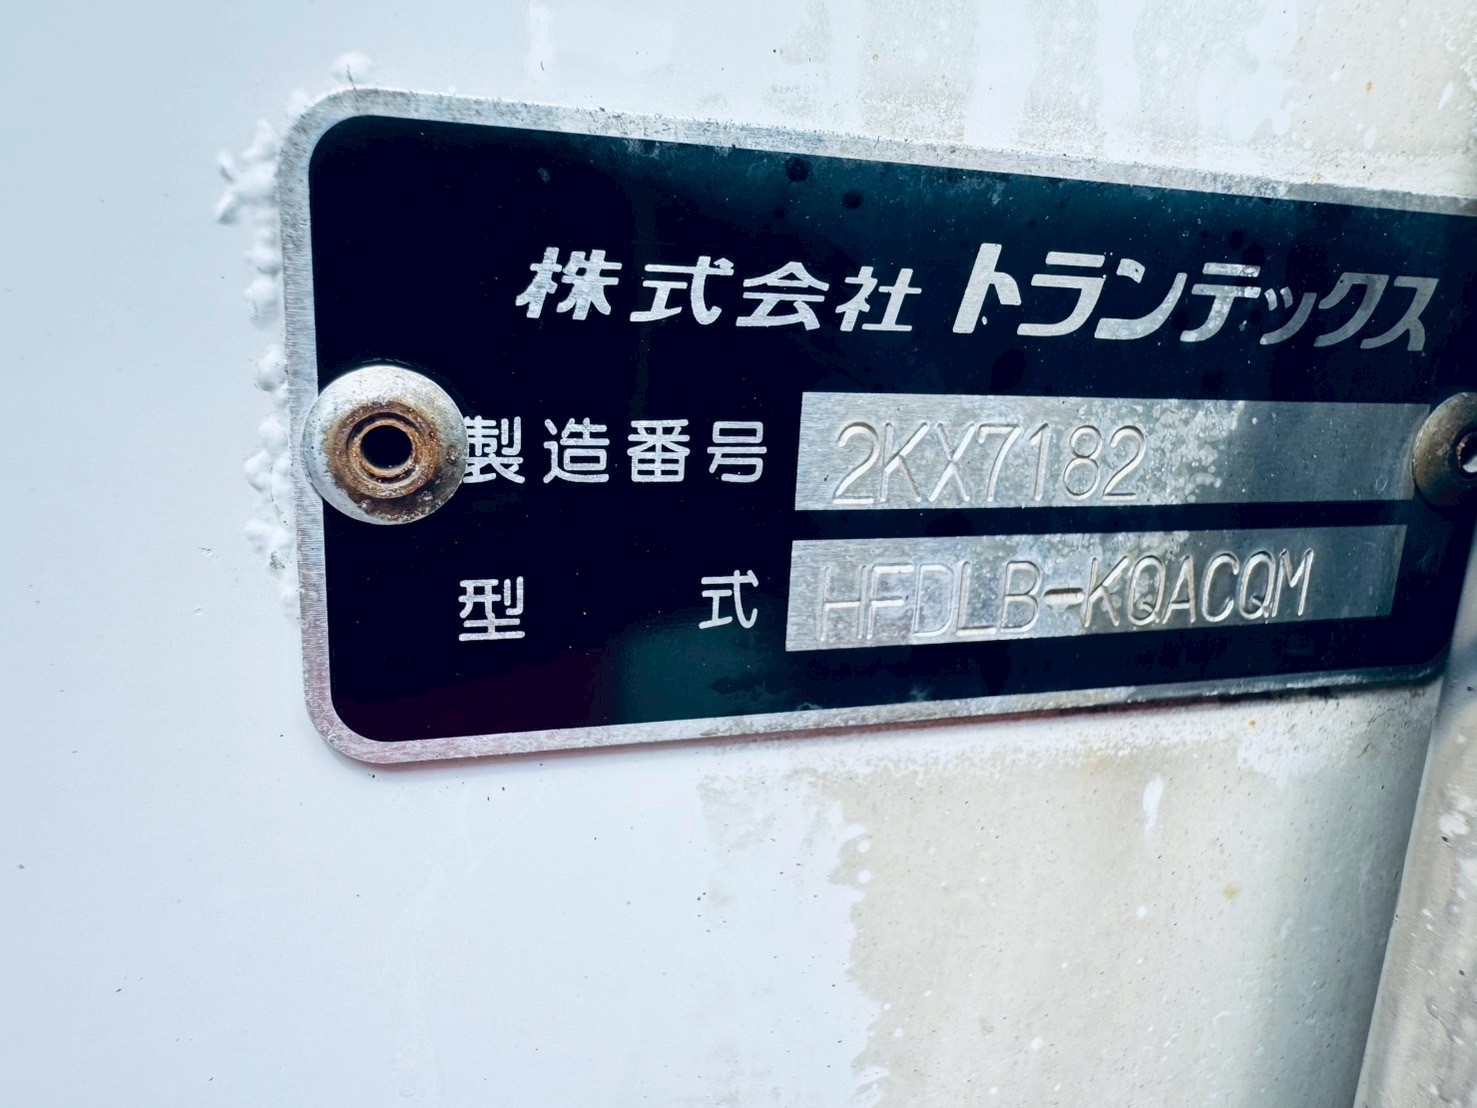 株式会社 トランテックス
製造番号 2KX7182
型 式 HFDLB-KQACQM